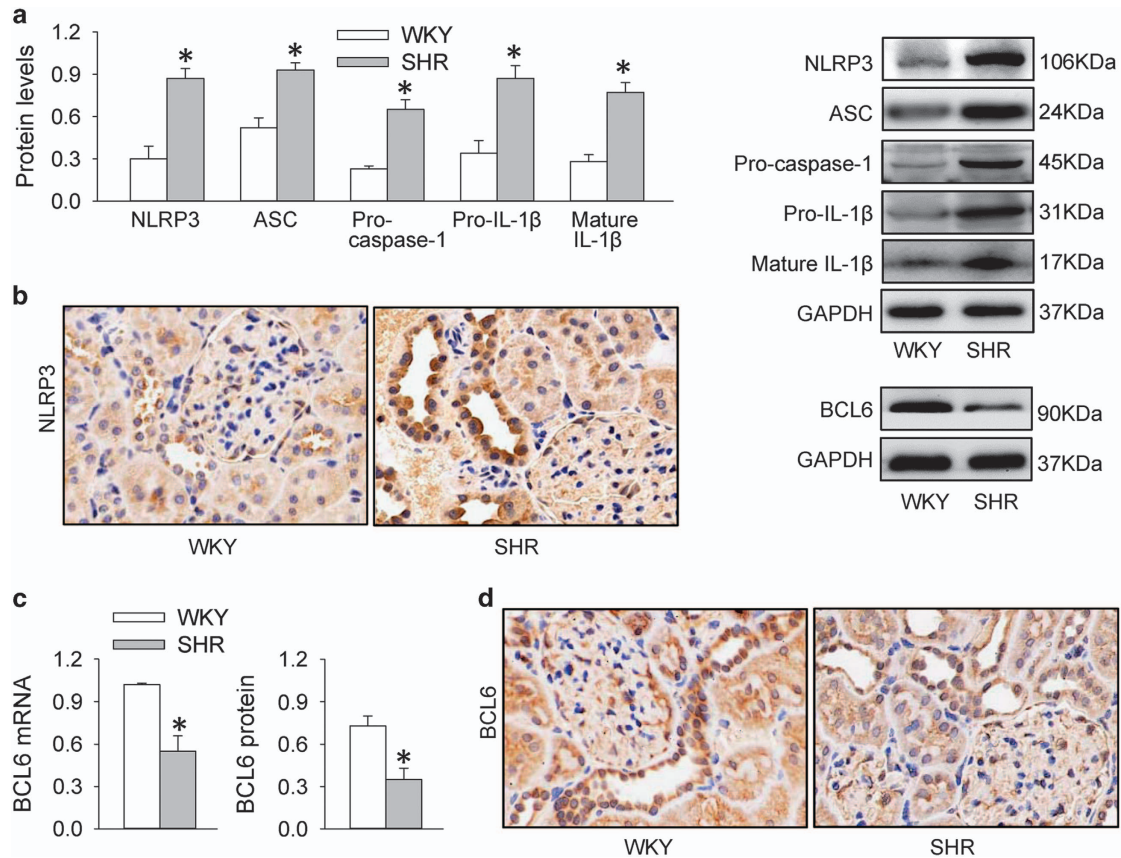 a
1.2
0.9
0.6
0.3
0.0
Protein levels
WKY
SHR
*
*
*
*
*
NLRP3
ASC
Pro-
caspase-1
Pro-IL-1β
Mature
IL-1β
NLRP3
106KDa
ASC
24KDa
Pro-caspase-1
45KDa
Pro-IL-1β
31KDa
Mature IL-1β
17KDa
GAPDH
37KDa
WKY SHR
BCL6
90KDa
GAPDH
37KDa
WKY SHR
b
NLRP3
WKY
SHR
c
WKY
SHR
1.2
0.9
0.6
0.3
0.0
BCL6 mRNA
*
1.2
0.9
0.6
0.3
0.0
BCL6 protein
*
d
BCL6
WKY
SHR